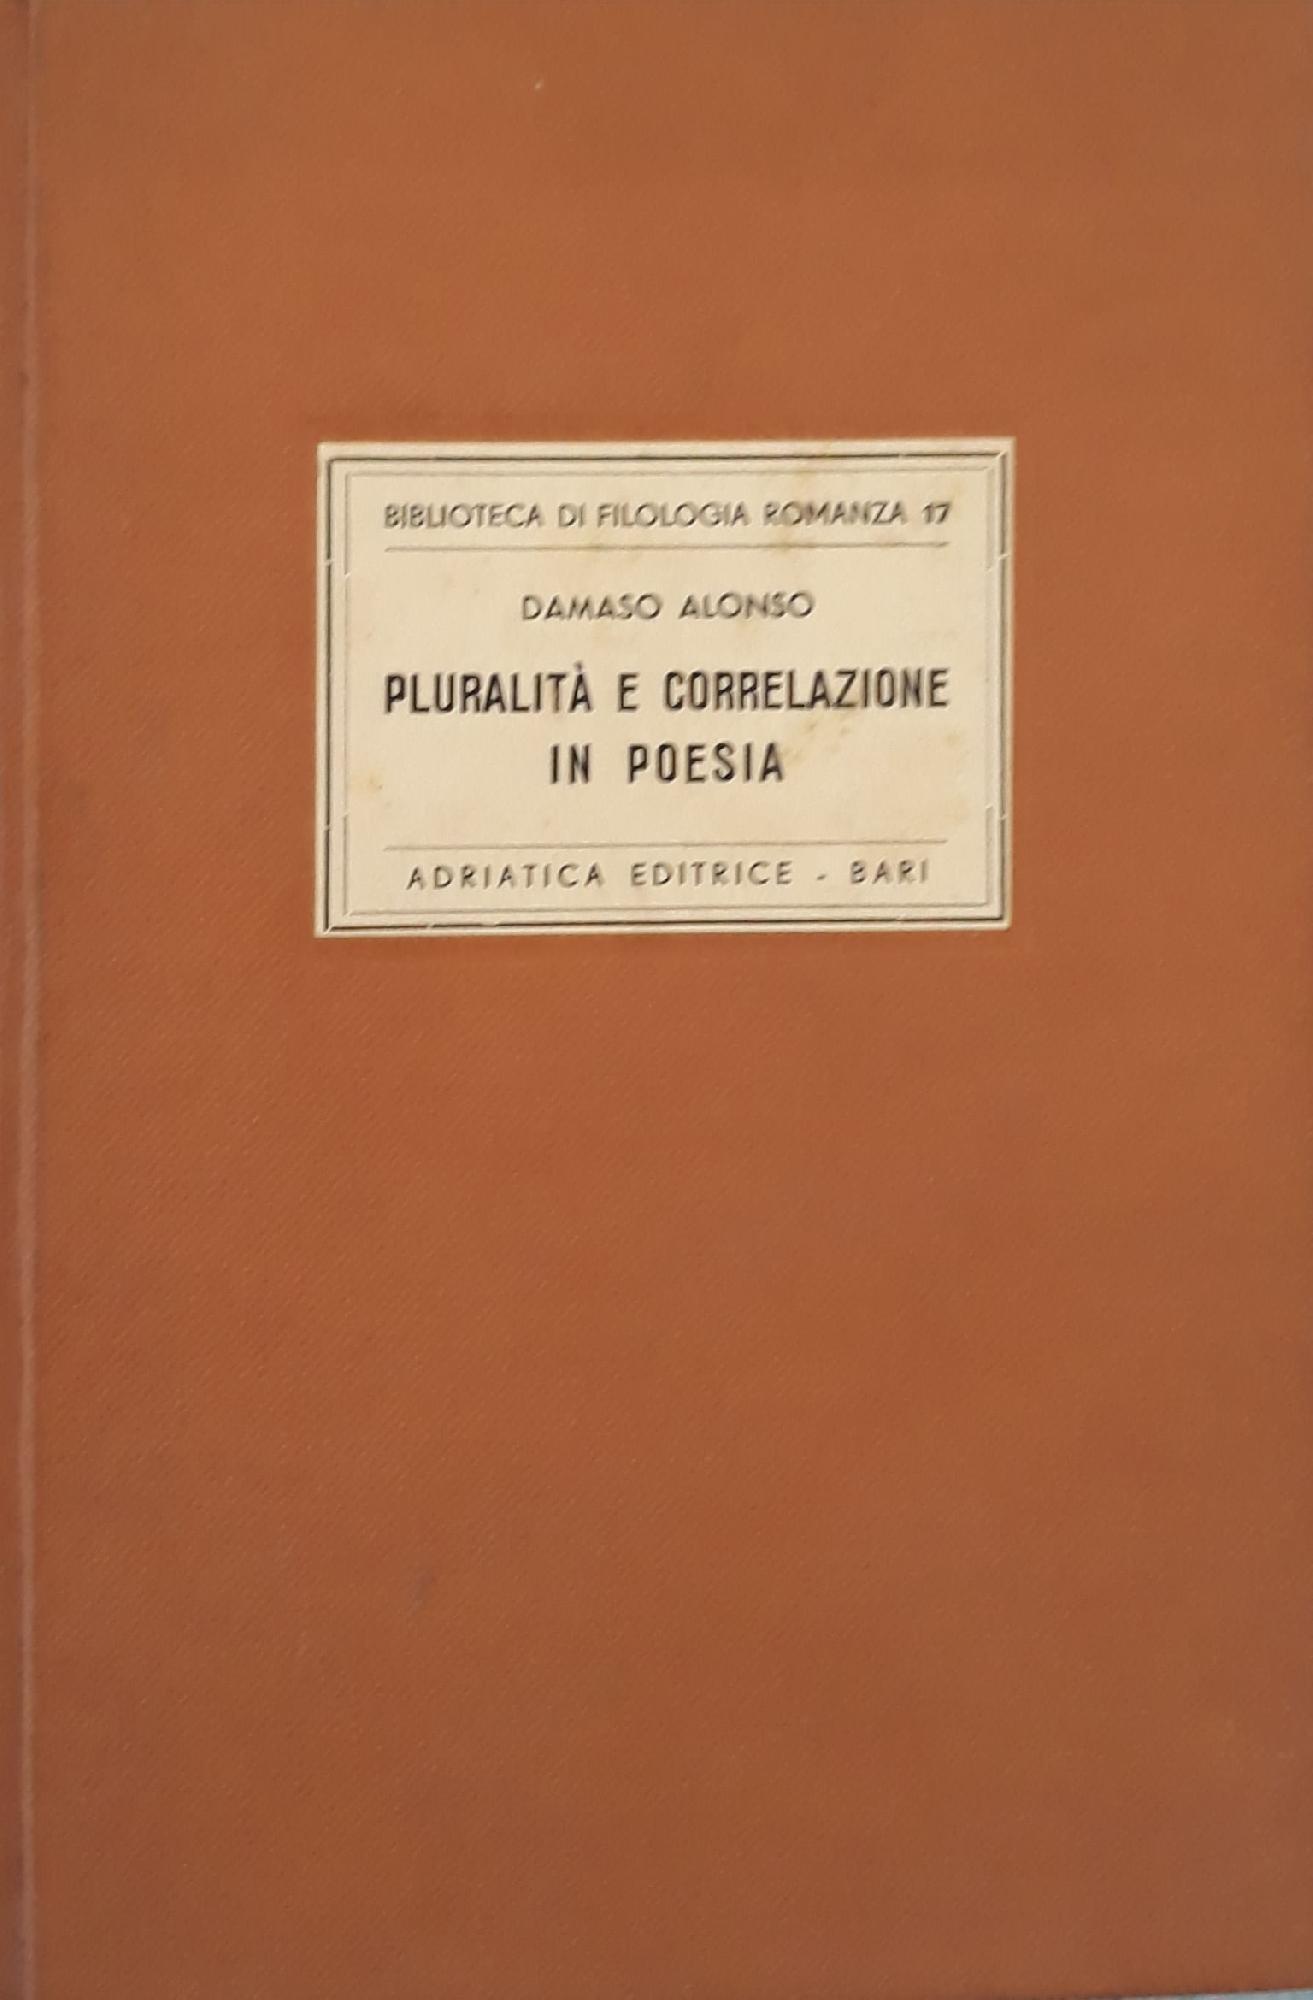 BIBLIOTECA DI FILOLOGIA ROMANZA 17
DAMASO ALONSO
PLURALITÀ E CORRELAZIONE
IN POESIA
ADRIATICA EDITRICE - BARI